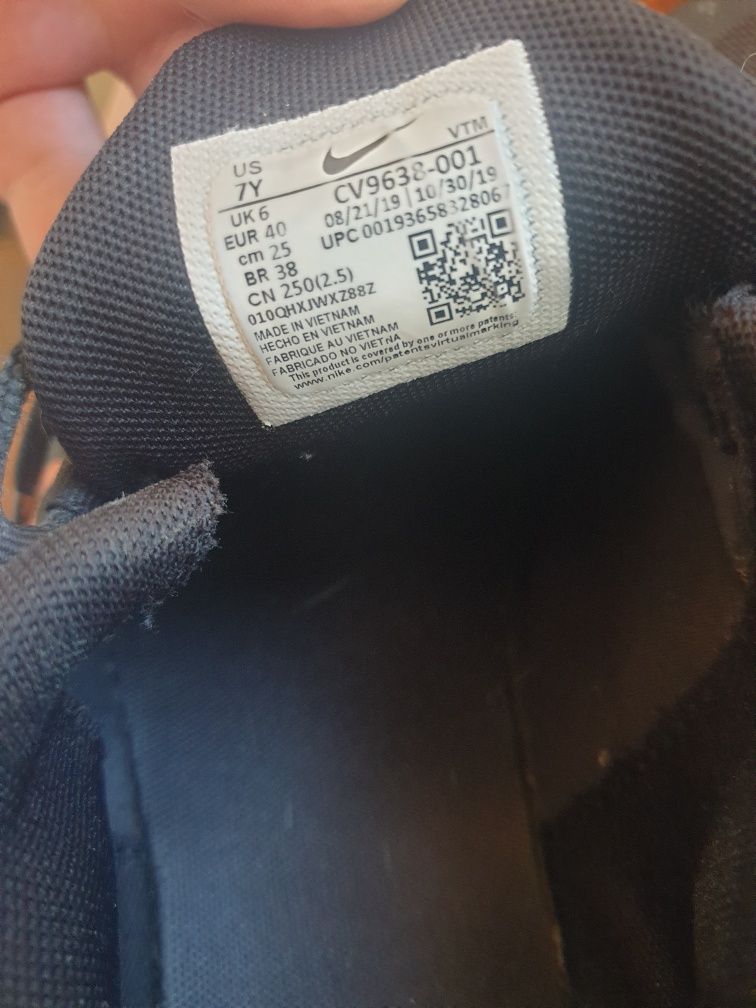 US VTM
7Y CV9638-001
UK 6 08/21/19 | 10/30/19
EUR 40 UPC 00193658328067
cm 25
BR 38
CN 250(2.5)
010QHXJWXZ88Z
MADE IN VIETNAM
HECHO EN VIETNAM
FABRIQUE AU VIETNAM
FABRICADO NO VIETNA
This product is covered by one or more patents.
www.nike.com/patentsvirtualmarking